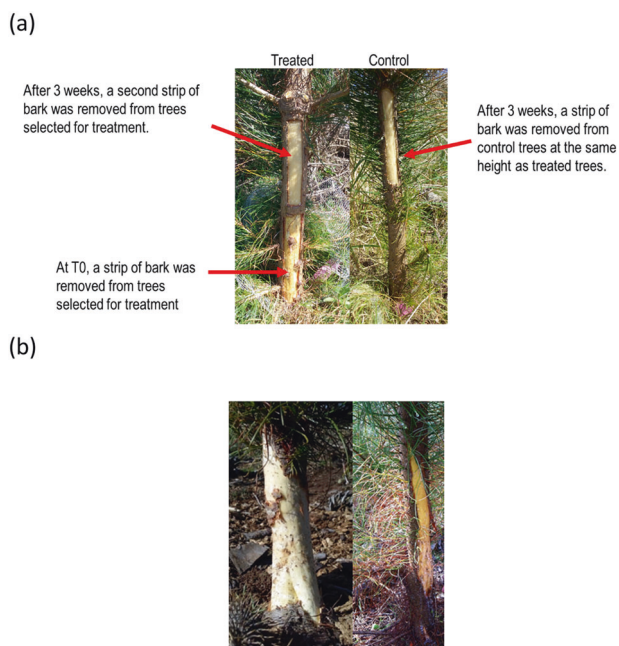 (a)
Treated Control
After 3 weeks, a second strip of
bark was removed from trees
selected for treatment.
After 3 weeks, a strip of
bark was removed from
control trees at the same
height as treated trees.
At T0, a strip of bark was
removed from trees
selected for treatment
(b)